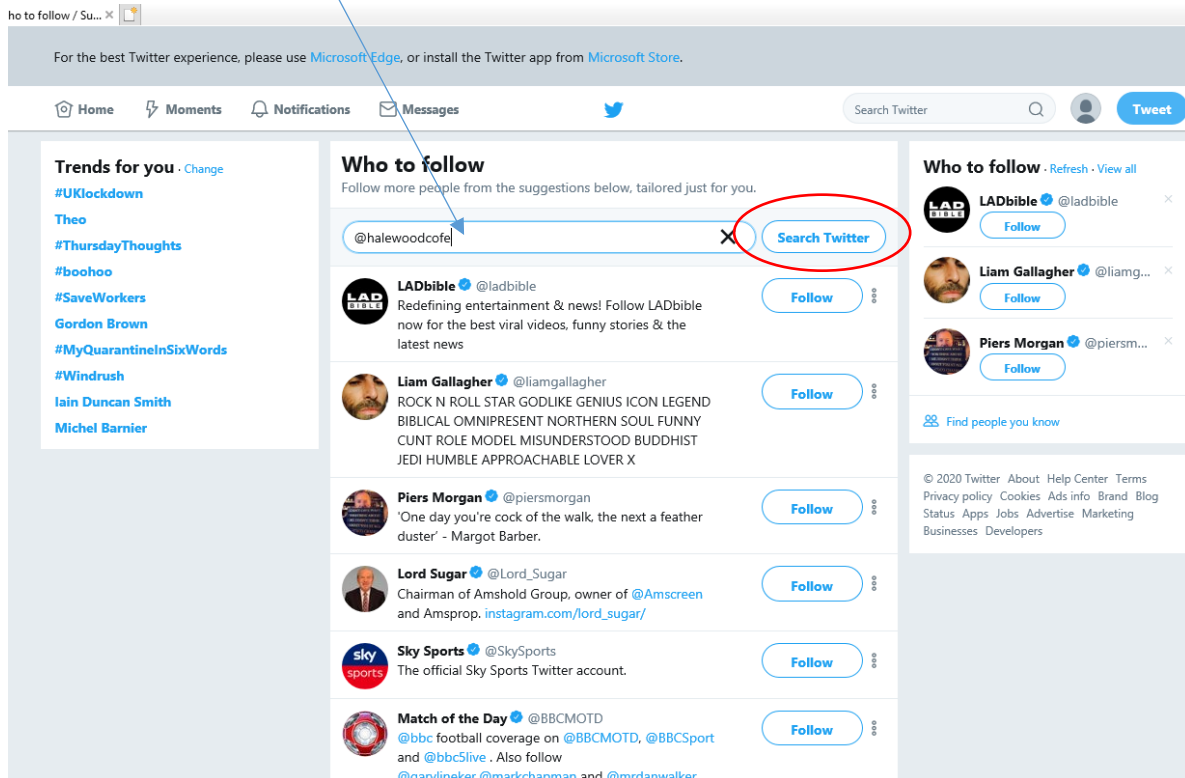 ho to follow / Su...
For the best Twitter experience, please use Microsoft Edge, or install the Twitter app from Microsoft Store.
Home Moments Notifications Messages Search Twitter Tweet
Trends for you · Change
#UKlockdown
Theo
#ThursdayThoughts
#boohoo
#SaveWorkers
Gordon Brown
#MyQuarantineInSixWords
#Windrush
Iain Duncan Smith
Michel Barnier
Who to follow
Follow more people from the suggestions below, tailored just for you.
@halewoodcofe Search Twitter
LADbible @ladbible
Redefining entertainment & news! Follow LADbible
now for the best viral videos, funny stories & the
latest news
Follow
Liam Gallagher @liamgallagher
ROCK N ROLL STAR GODLIKE GENIUS ICON LEGEND
BIBLICAL OMNIPRESENT NORTHERN SOUL FUNNY
CUNT ROLE MODEL MISUNDERSTOOD BUDDHIST
JEDI HUMBLE APPROACHABLE LOVER X
Follow
Piers Morgan @piersmorgan
'One day you're cock of the walk, the next a feather
duster' - Margot Barber.
Follow
Lord Sugar @Lord_Sugar
Chairman of Amshold Group, owner of @Amscreen
and Amsprop. instagram.com/lord_sugar/
Follow
Sky Sports @SkySports
The official Sky Sports Twitter account.
Follow
sky
sports
Match of the Day @BBCMOTD
@bbc football coverage on @BBCMOTD, @BBCSport
and @bbc5live . Also follow
@garylineker @markchapman and @mrdanwalker
Follow
Who to follow · Refresh · View all
LAD
BIBLE
LADbible @ladbible
Follow
Liam Gallagher @liamg...
Follow
Piers Morgan @piersm...
Follow
Find people you know
© 2020 Twitter About Help Center Terms
Privacy policy Cookies Ads info Brand Blog
Status Apps Jobs Advertise Marketing
Businesses Developers